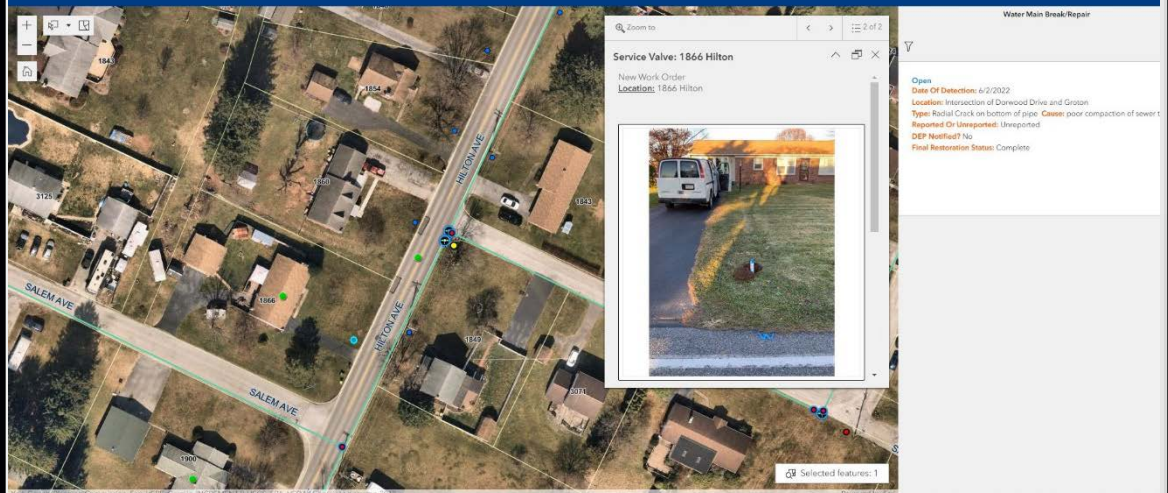 Water Main Break/Repair
Zoom to
2 of 2
Service Valve: 1866 Hilton
New Work Order
Location: 1866 Hilton
Open
Date Of Detection: 6/2/2022
Location: Intersection of Dorwood Drive and Groton
Type: Radial Crack on bottom of pipe Cause: poor compaction of sewer t
Reported Or Unreported: Unreported
DEP Notified? No
Final Restoration Status: Complete
1843
1854
HILTON AVE
1860
1843
3125
SALEM AVE
1866
HILTON AVE
1849
3071
SALEM AVE
1900
Selected features: 1